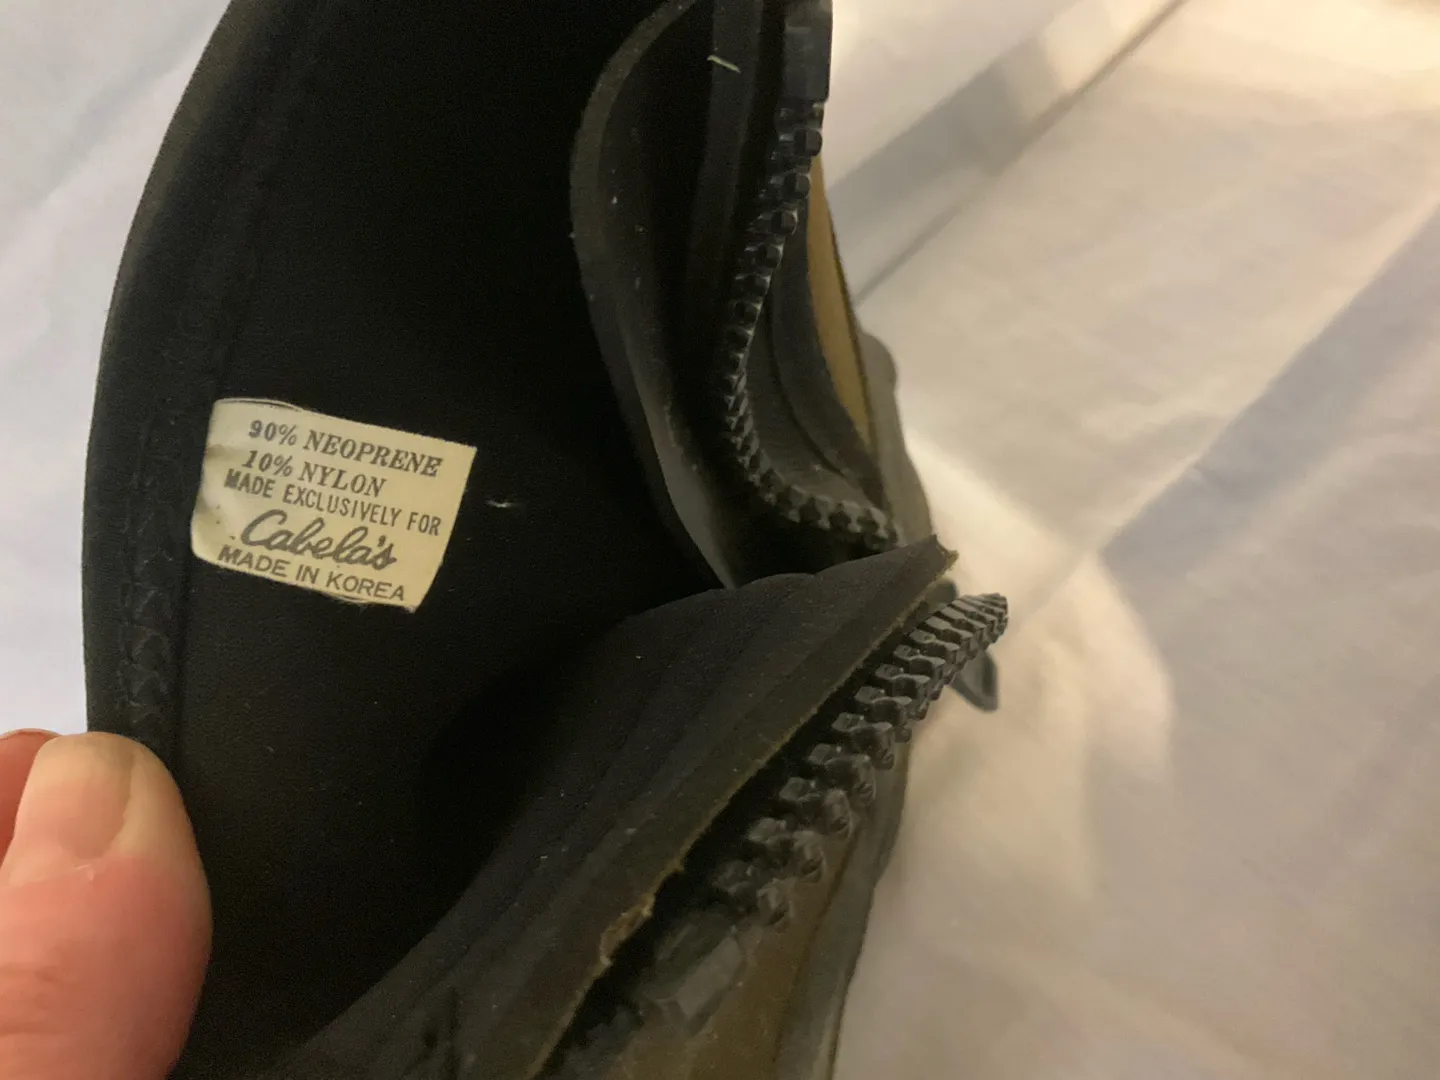 90% NEOPRENE
10% NYLON
MADE EXCLUSIVELY FOR
Cabela's
MADE IN KOREA